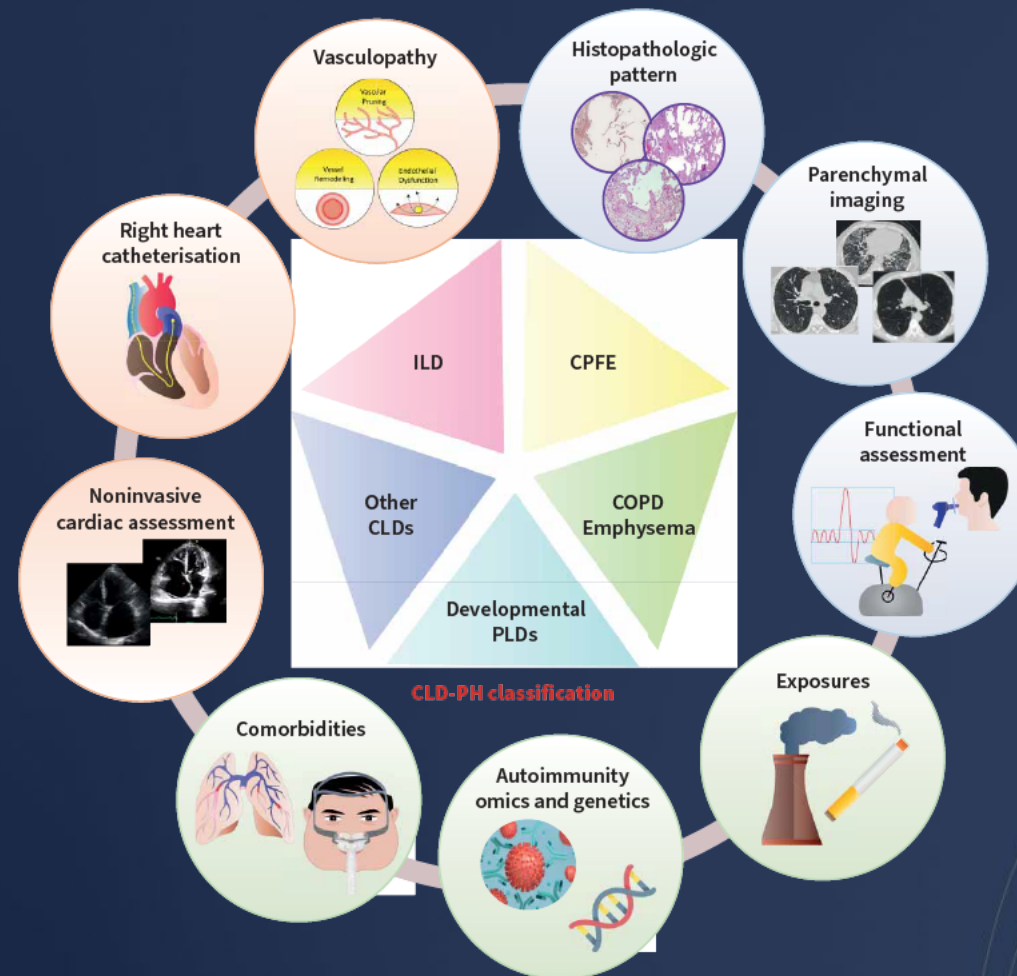 Vasculopathy
Vascular
Pruning
Vessel
Remodeling
Endothelial
Dysfunction
Histopathologic
pattern
Parenchymal
imaging
Right heart
catheterisation
ILD
CPFE
Functional
assessment
Noninvasive
cardiac assessment
Other
CLDs
COPD
Emphysema
Developmental
PLDs
CLD-PH classification
Exposures
Comorbidities
Autoimmunity
omics and genetics